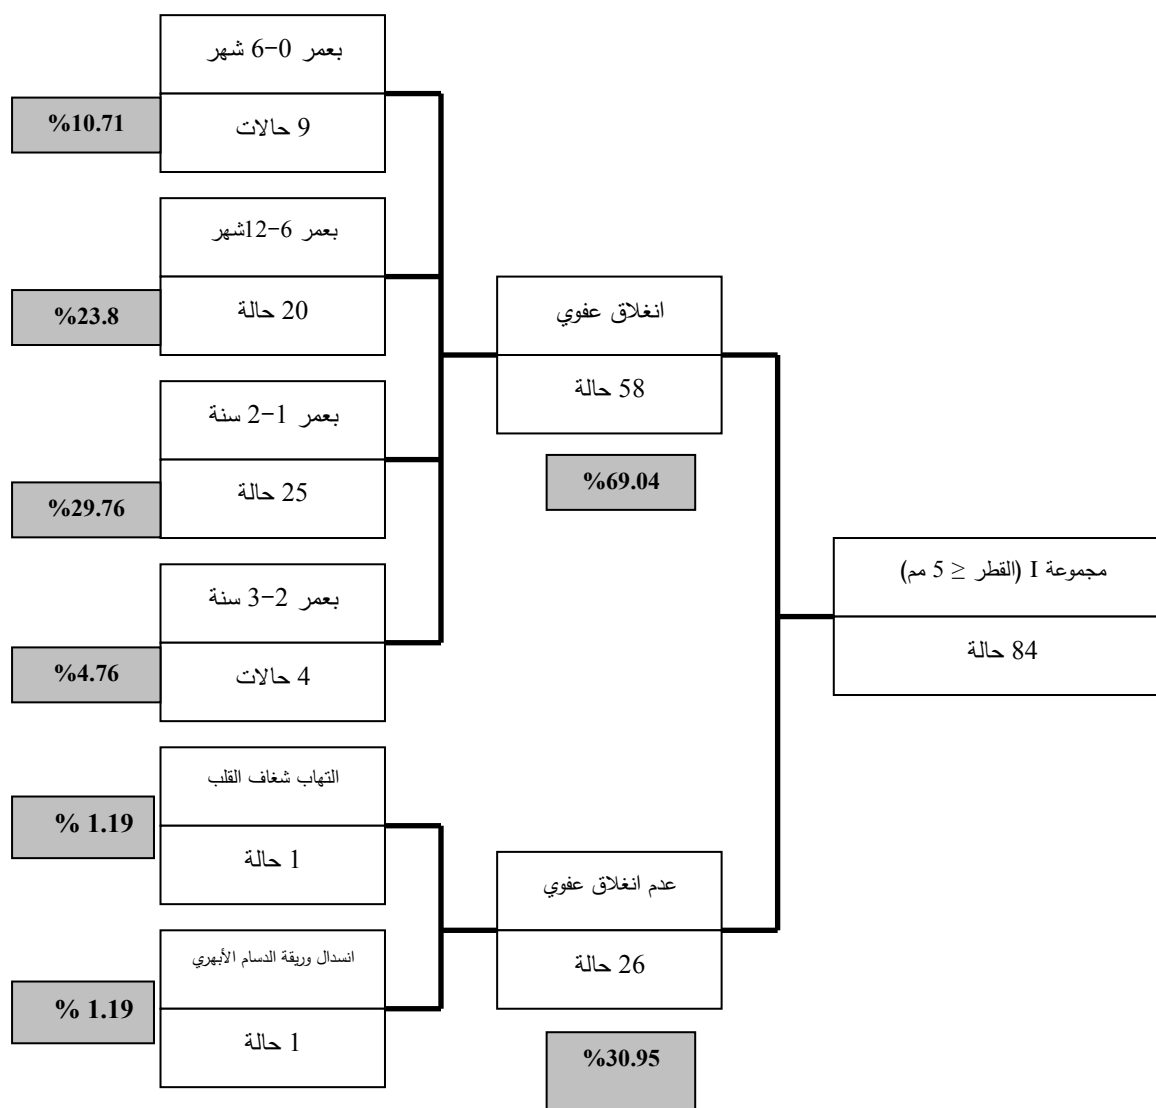 مجموعة I (القطر ≤ 5 مم)
84 حالة
انغلاق عفوي
58 حالة
%69.04
بعمر 0-6 شهر
9 حالات
%10.71
بعمر 6-12شهر
20 حالة
%23.8
بعمر 1-2 سنة
25 حالة
%29.76
بعمر 2-3 سنة
4 حالات
%4.76
عدم انغلاق عفوي
26 حالة
%30.95
التهاب شغاف القلب
1 حالة
% 1.19
انسدال وريقة الدسام الأبهري
1 حالة
% 1.19